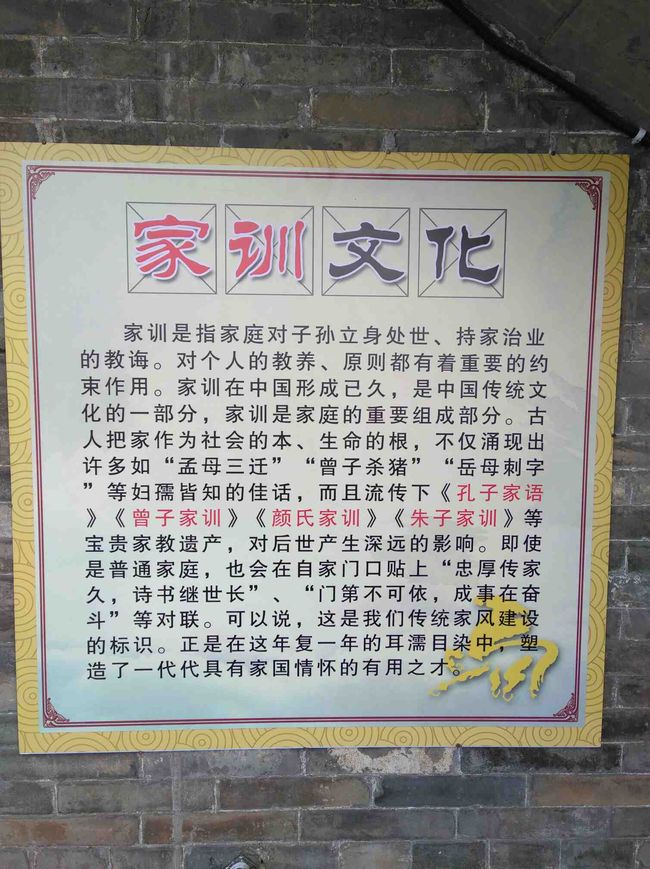 家训文化
家训是指家庭对子孙立身处世、持家治业
的教诲。对个人的教养、原则都有着重要的约
束作用。家训在中国形成已久，是中国传统文
化的一部分，家训是家庭的重要组成部分。古
人把家作为社会的本、生命的根，不仅涌现出
许多如“孟母三迁”“曾子杀猪”“岳母刺字
”等妇孺皆知的佳话，而且流传下《孔子家语
》《曾子家训》《颜氏家训》《朱子家训》等
宝贵家教遗产，对后世产生深远的影响。即使
是普通家庭，也会在自家门口贴上“忠厚传家
久，诗书继世长”、“门第不可依，成事在奋
斗”等对联。可以说，这是我们传统家风建设
的标识。正是在这年复一年的耳濡目染中，塑
造了一代代具有家国情怀的有用之才。